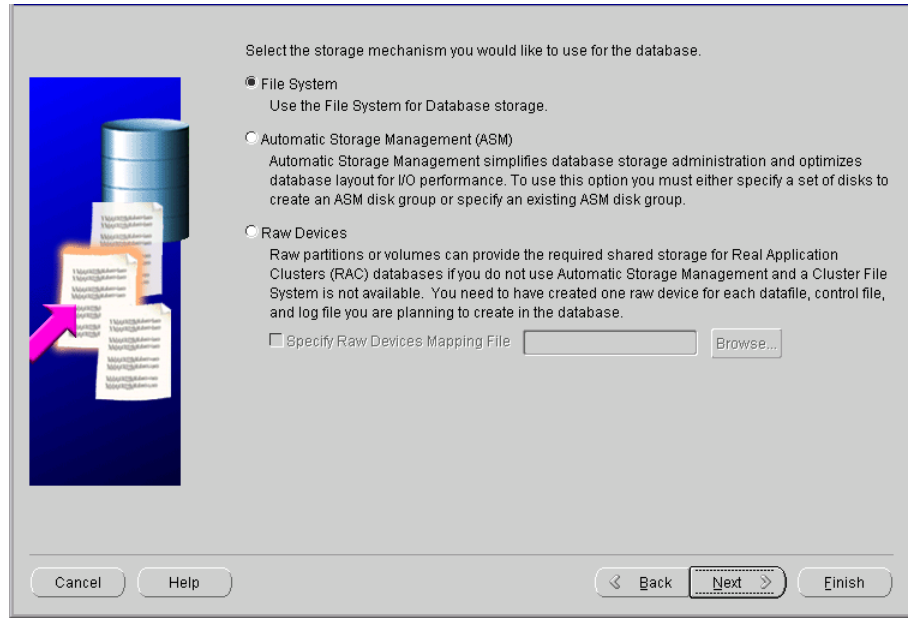 Select the storage mechanism you would like to use for the database.
File System
Use the File System for Database storage.
Automatic Storage Management (ASM)
Automatic Storage Management simplifies database storage administration and optimizes
database layout for I/O performance. To use this option you must either specify a set of disks to
create an ASM disk group or specify an existing ASM disk group.
Raw Devices
Raw partitions or volumes can provide the required shared storage for Real Application
Clusters (RAC) databases if you do not use Automatic Storage Management and a Cluster File
System is not available. You need to have created one raw device for each datafile, control file,
and log file you are planning to create in the database.
Specify Raw Devices Mapping File Browse...
Cancel Help Back Next Finish